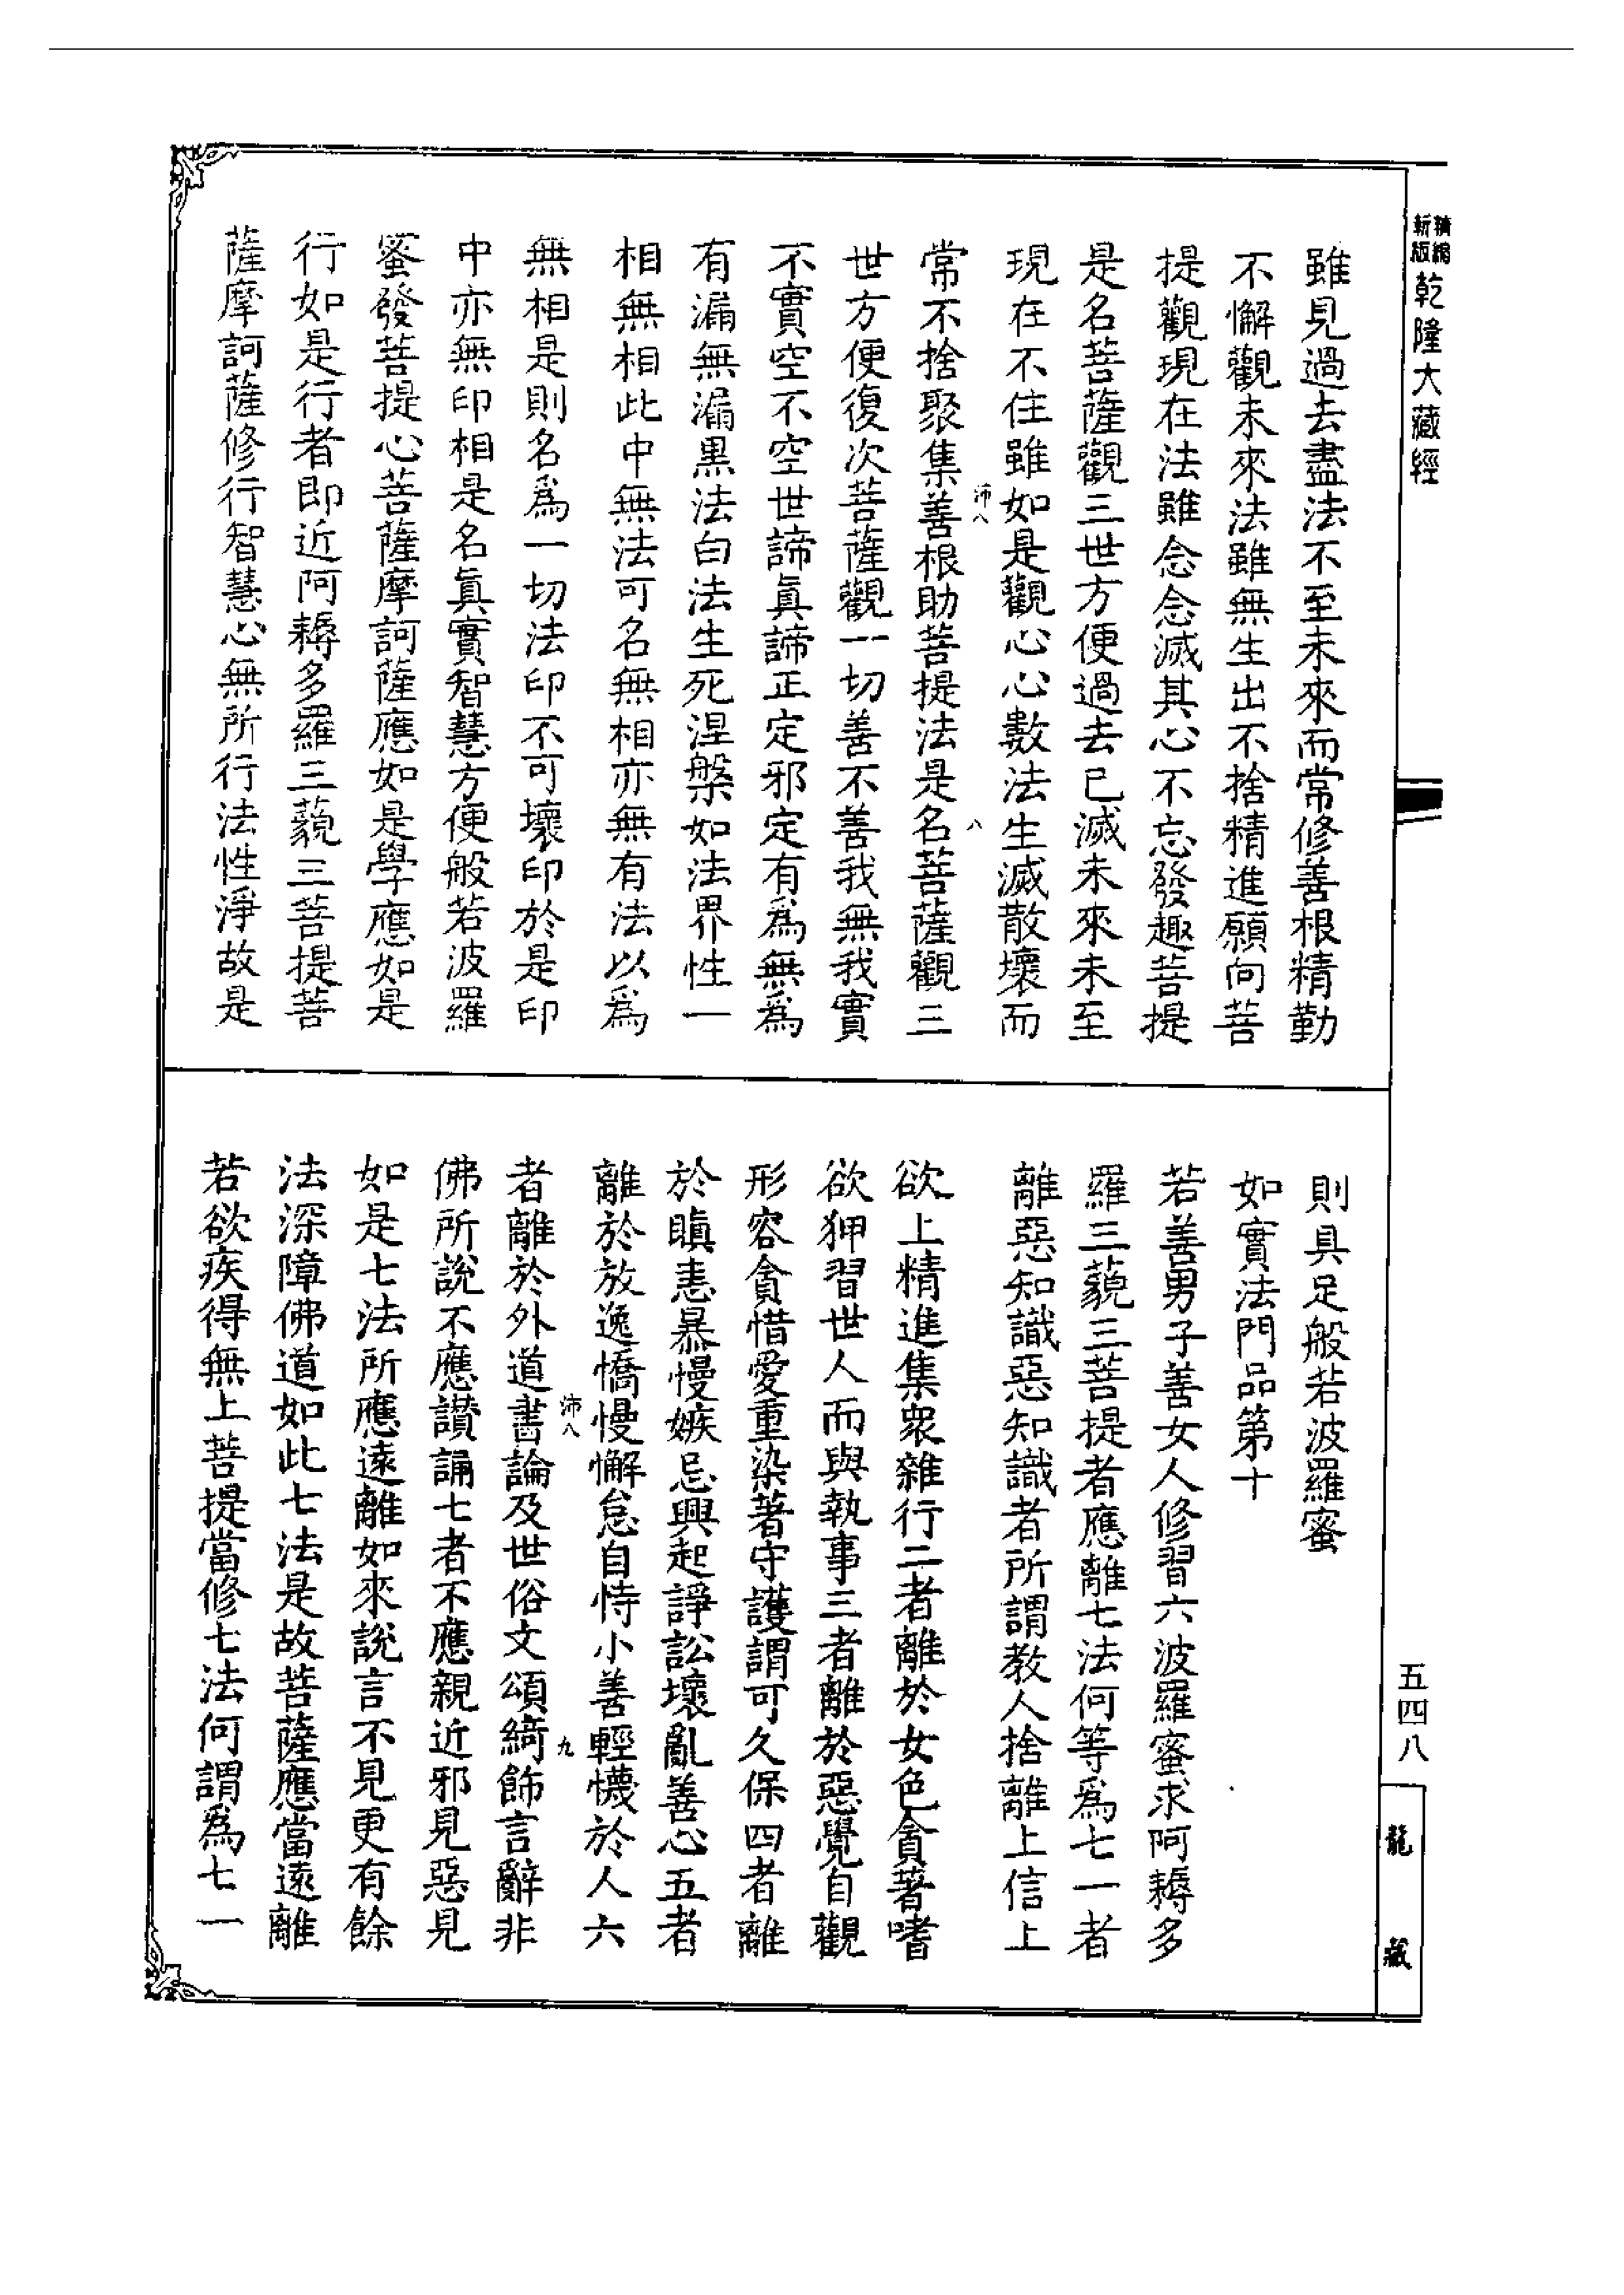 新版精編乾隆大藏經
雖見過去盡法不至未來而常修善根精勤
不懈觀未來法雖無生出不捨精進願向菩
提觀現在法雖念念滅其心不忘發趣菩提
是名菩薩觀三世方便過去已滅未來未至
現在不住雖如是觀心心數法生滅散壞而
沛八
八
常不捨聚集善根助菩提法是名菩薩觀三
世方便復次菩薩觀一切善不善我無我實
不實空不空世諦眞諦正定邪定有爲無爲
有漏無漏黑法白法生死涅槃如法界性一
相無相此中無法可名無相亦無有法以爲
無相是則名爲一切法印不可壞印於是印
中亦無印相是名眞實智慧方便般若波羅
蜜發菩提心菩薩摩訶薩應如是學應如是
行如是行者即近阿耨多羅三藐三菩提菩
薩摩訶薩修行智慧心無所行法性淨故是
則具足般若波羅蜜
如實法門品第十
若善男子善女人修習六波羅蜜求阿耨多
羅三藐三菩提者應離七法何等爲七一者
離惡知識惡知識者所謂教人捨離上信上
欲上精進集衆雜行二者離於女色貪著嗜
欲狎習世人而與執事三者離於惡覺自觀
形容貪惜愛重染著守護謂可久保四者離
於瞋恚暴慢嫉忌興起諍訟壞亂善心五者
離於放逸憍慢懈怠自恃小善輕懱於人六
沛八
九
者離於外道書論及世俗文頌綺飾言辭非
佛所說不應讚誦七者不應親近邪見惡見
如是七法所應遠離如來說言不見更有餘
法深障佛道如此七法是故菩薩應當遠離
若欲疾得無上菩提當修七法何謂爲七一
五四八
龍藏